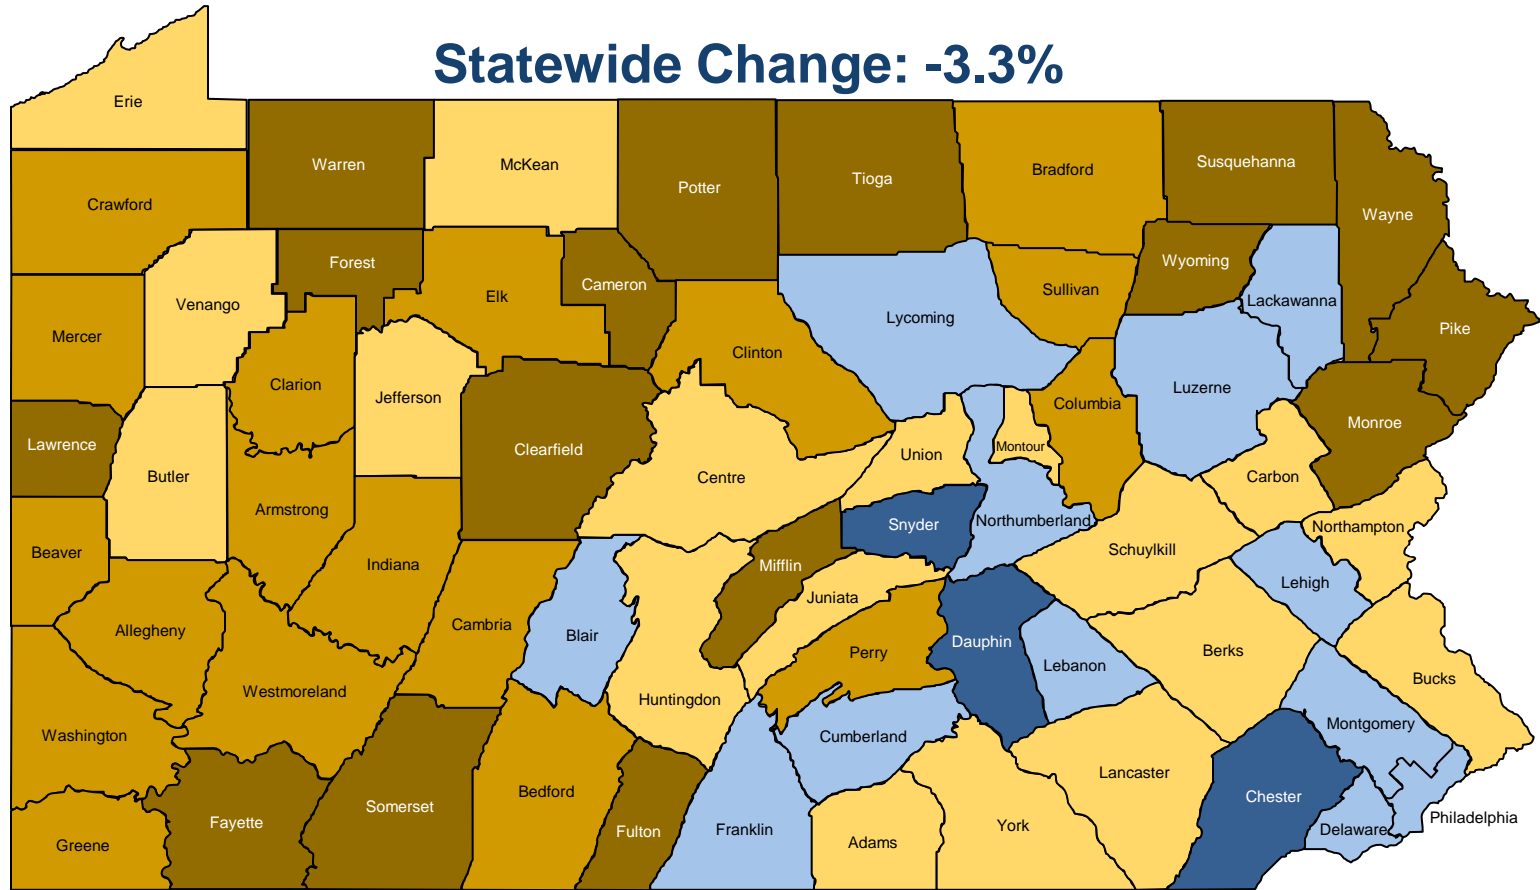 Statewide Change: -3.3%
Erie
Warren
McKean
Potter
Tioga
Bradford
Susquehanna
Wayne
Crawford
Forest
Cameron
Wyoming
Venango
Elk
Sullivan
Lackawanna
Mercer
Lycoming
Pike
Clarion
Clinton
Jefferson
Luzerne
Columbia
Monroe
Lawrence
Clearfield
Union
Montour
Butler
Centre
Carbon
Armstrong
Snyder
Northumberland
Northampton
Beaver
Indiana
Mifflin
Schuylkill
Lehigh
Juniata
Allegheny
Cambria
Blair
Dauphin
Perry
Lebanon
Berks
Westmoreland
Huntingdon
Bucks
Washington
Cumberland
Montgomery
Lancaster
Somerset
Bedford
Chester
Fayette
Fulton
Franklin
York
Philadelphia
Greene
Adams
Delaware